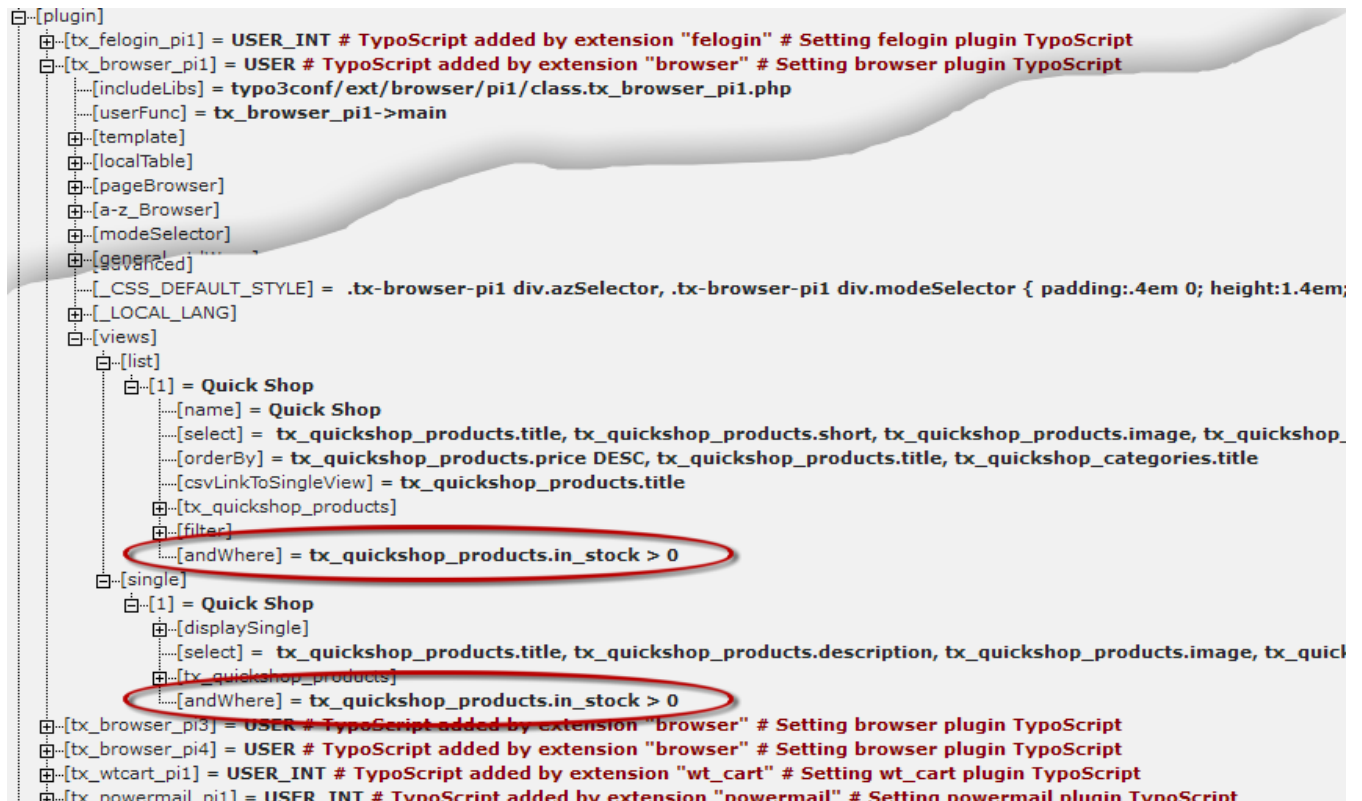 [plugin]
[tx_felogin_pi1] = USER_INT # TypoScript added by extension "felogin" # Setting felogin plugin TypoScript
[tx_browser_pi1] = USER # TypoScript added by extension "browser" # Setting browser plugin TypoScript
[includeLibs] = typo3conf/ext/browser/pi1/class.tx_browser_pi1.php
[userFunc] = tx_browser_pi1->main
[template]
[localTable]
[pageBrowser]
[a-z_Browser]
[modeSelector]
[general
[advanced]
[_CSS_DEFAULT_STYLE] = .tx-browser-pi1 div.azSelector, .tx-browser-pi1 div.modeSelector { padding:.4em 0; height:1.4em;
[_LOCAL_LANG]
[views]
[list]
[1] = Quick Shop
[name] = Quick Shop
[select] = tx_quickshop_products.title, tx_quickshop_products.short, tx_quickshop_products.image, tx_quickshop_
[orderBy] = tx_quickshop_products.price DESC, tx_quickshop_products.title, tx_quickshop_categories.title
[csvLinkToSingleView] = tx_quickshop_products.title
[tx_quickshop_products]
[filter]
[andWhere] = tx_quickshop_products.in_stock > 0
[single]
[1] = Quick Shop
[displaySingle]
[select] = tx_quickshop_products.title, tx_quickshop_products.description, tx_quickshop_products.image, tx_quick
[tx_quickshop_products]
[andWhere] = tx_quickshop_products.in_stock > 0
[tx_browser_pi3] = USER # TypoScript added by extension "browser" # Setting browser plugin TypoScript
[tx_browser_pi4] = USER # TypoScript added by extension "browser" # Setting browser plugin TypoScript
[tx_wtcart_pi1] = USER_INT # TypoScript added by extension "wt_cart" # Setting wt_cart plugin TypoScript
[tx_powermail_pi1] = USER_INT # TypoScript added by extension "powermail" # Setting powermail plugin TypoScript